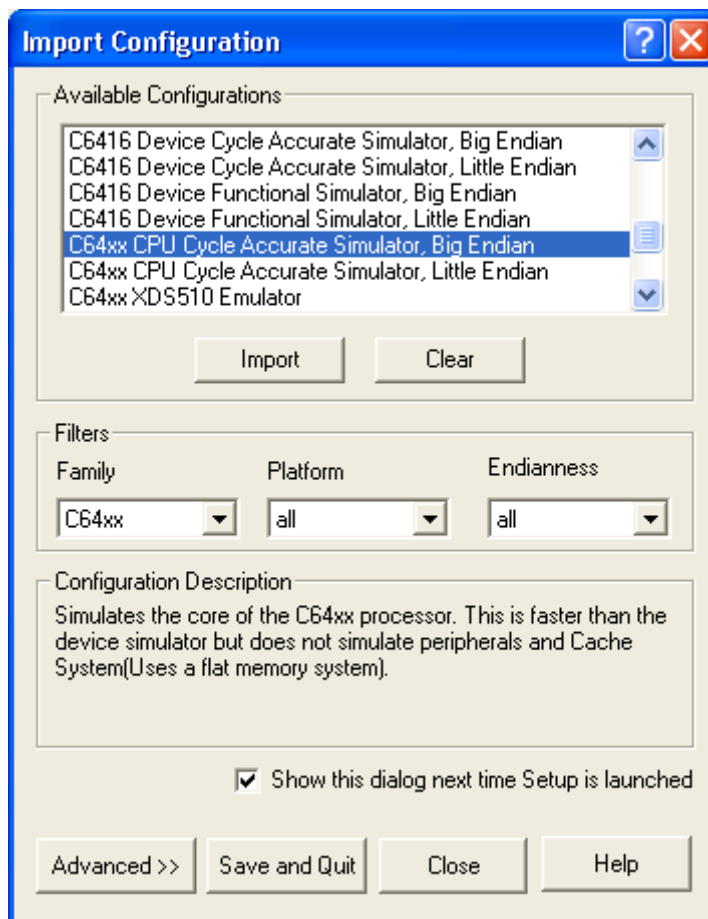 Import Configuration
Available Configurations
C6416 Device Cycle Accurate Simulator, Big Endian
C6416 Device Cycle Accurate Simulator, Little Endian
C6416 Device Functional Simulator, Big Endian
C6416 Device Functional Simulator, Little Endian
C64xx CPU Cycle Accurate Simulator, Big Endian
C64xx CPU Cycle Accurate Simulator, Little Endian
C64xx XDS510 Emulator
Import Clear
Filters
Family Platform Endianness
C64xx all all
Configuration Description
Simulates the core of the C64xx processor. This is faster than the
device simulator but does not simulate peripherals and Cache
System(Uses a flat memory system).
Show this dialog next time Setup is launched
Advanced >> Save and Quit Close Help